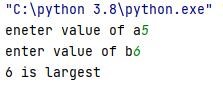 "C:\python 3.8\python.exe"
eneter value of a5
enter value of b6
6 is largest